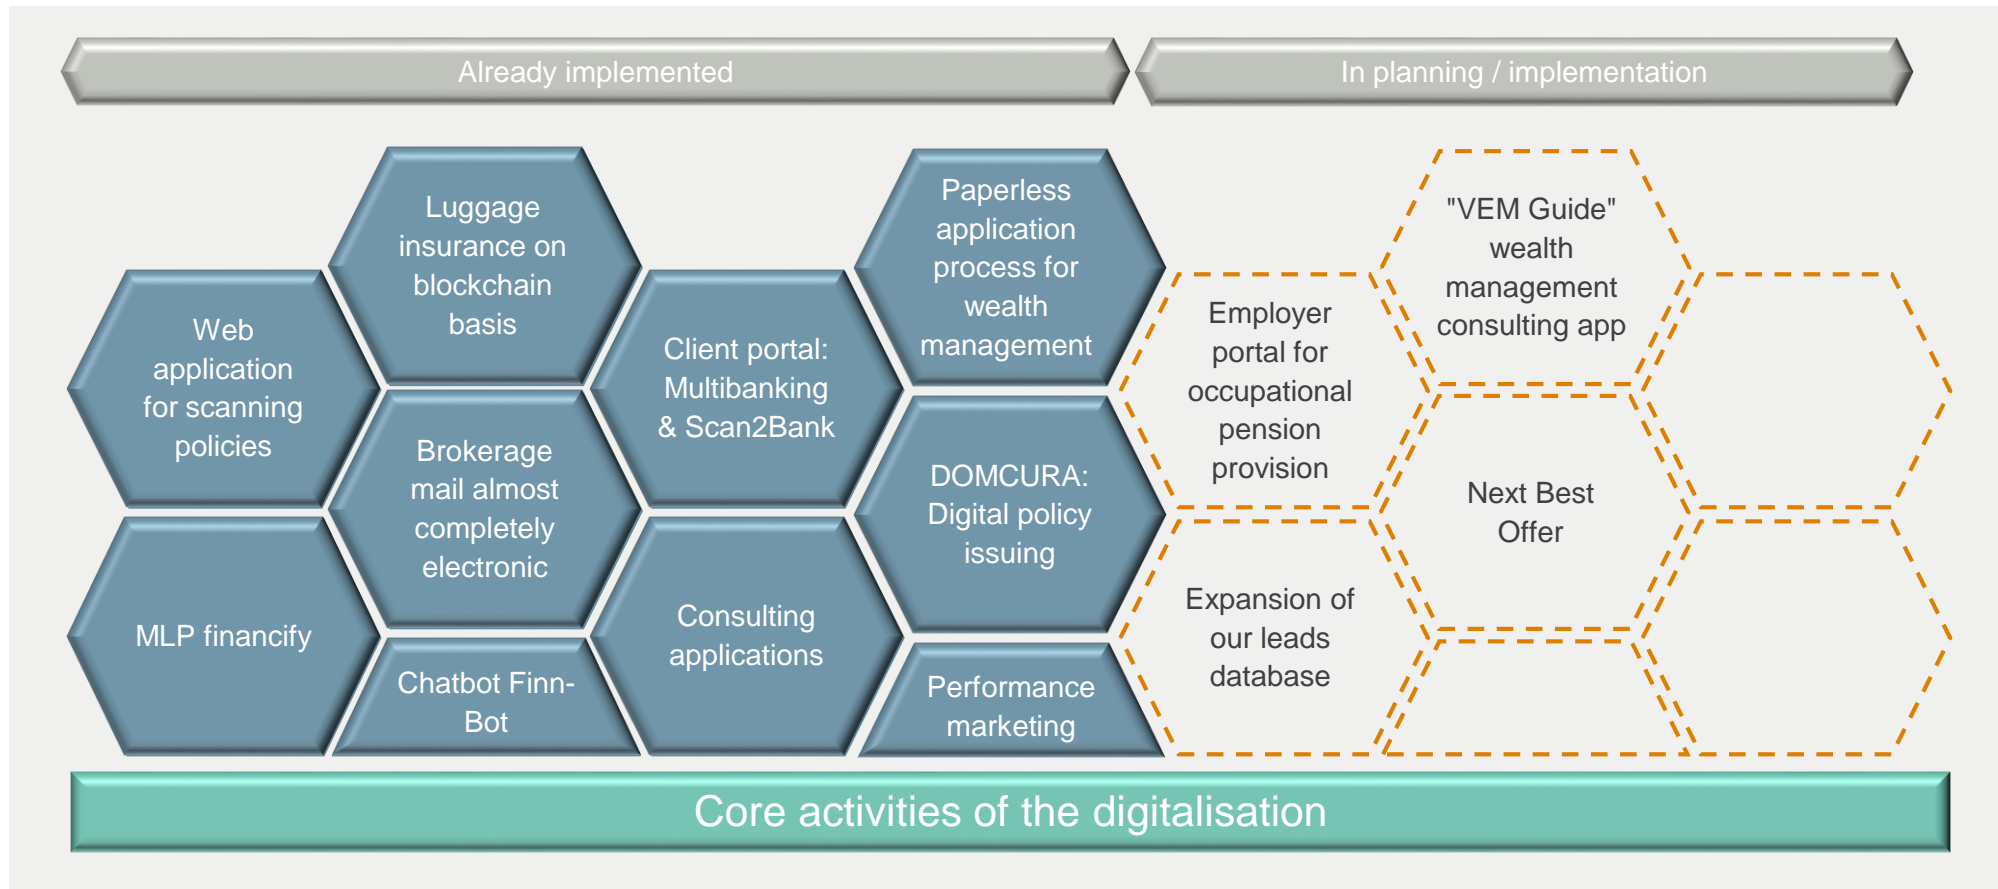 Already implemented
In planning / implementation
Web
application
for scanning
policies
MLP financify
Luggage
insurance on
blockchain
basis
Brokerage
mail almost
completely
electronic
Chatbot Finn-
Bot
Client portal:
Multibanking
& Scan2Bank
Consulting
applications
Paperless
application
process for
wealth
management
DOMCURA:
Digital policy
issuing
Performance
marketing
Employer
portal for
occupational
pension
provision
Expansion of
our leads
database
"VEM Guide"
wealth
management
consulting app
Next Best
Offer
Core activities of the digitalisation